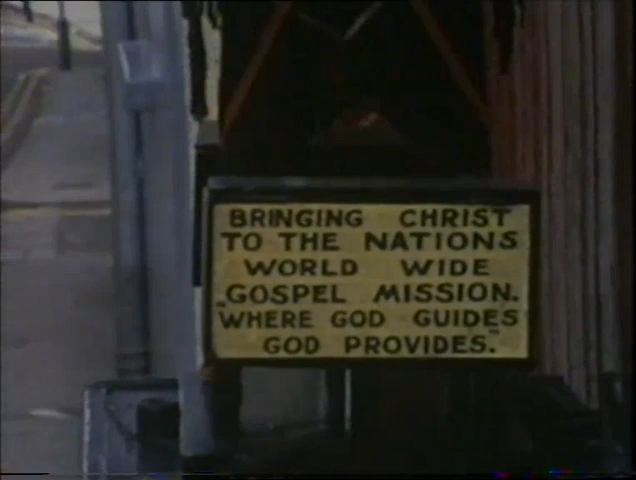 BRINGING CHRIST
TO THE NATIONS
WORLD WIDE
„GOSPEL MISSION.
WHERE GOD GUIDES
GOD PROVIDES."